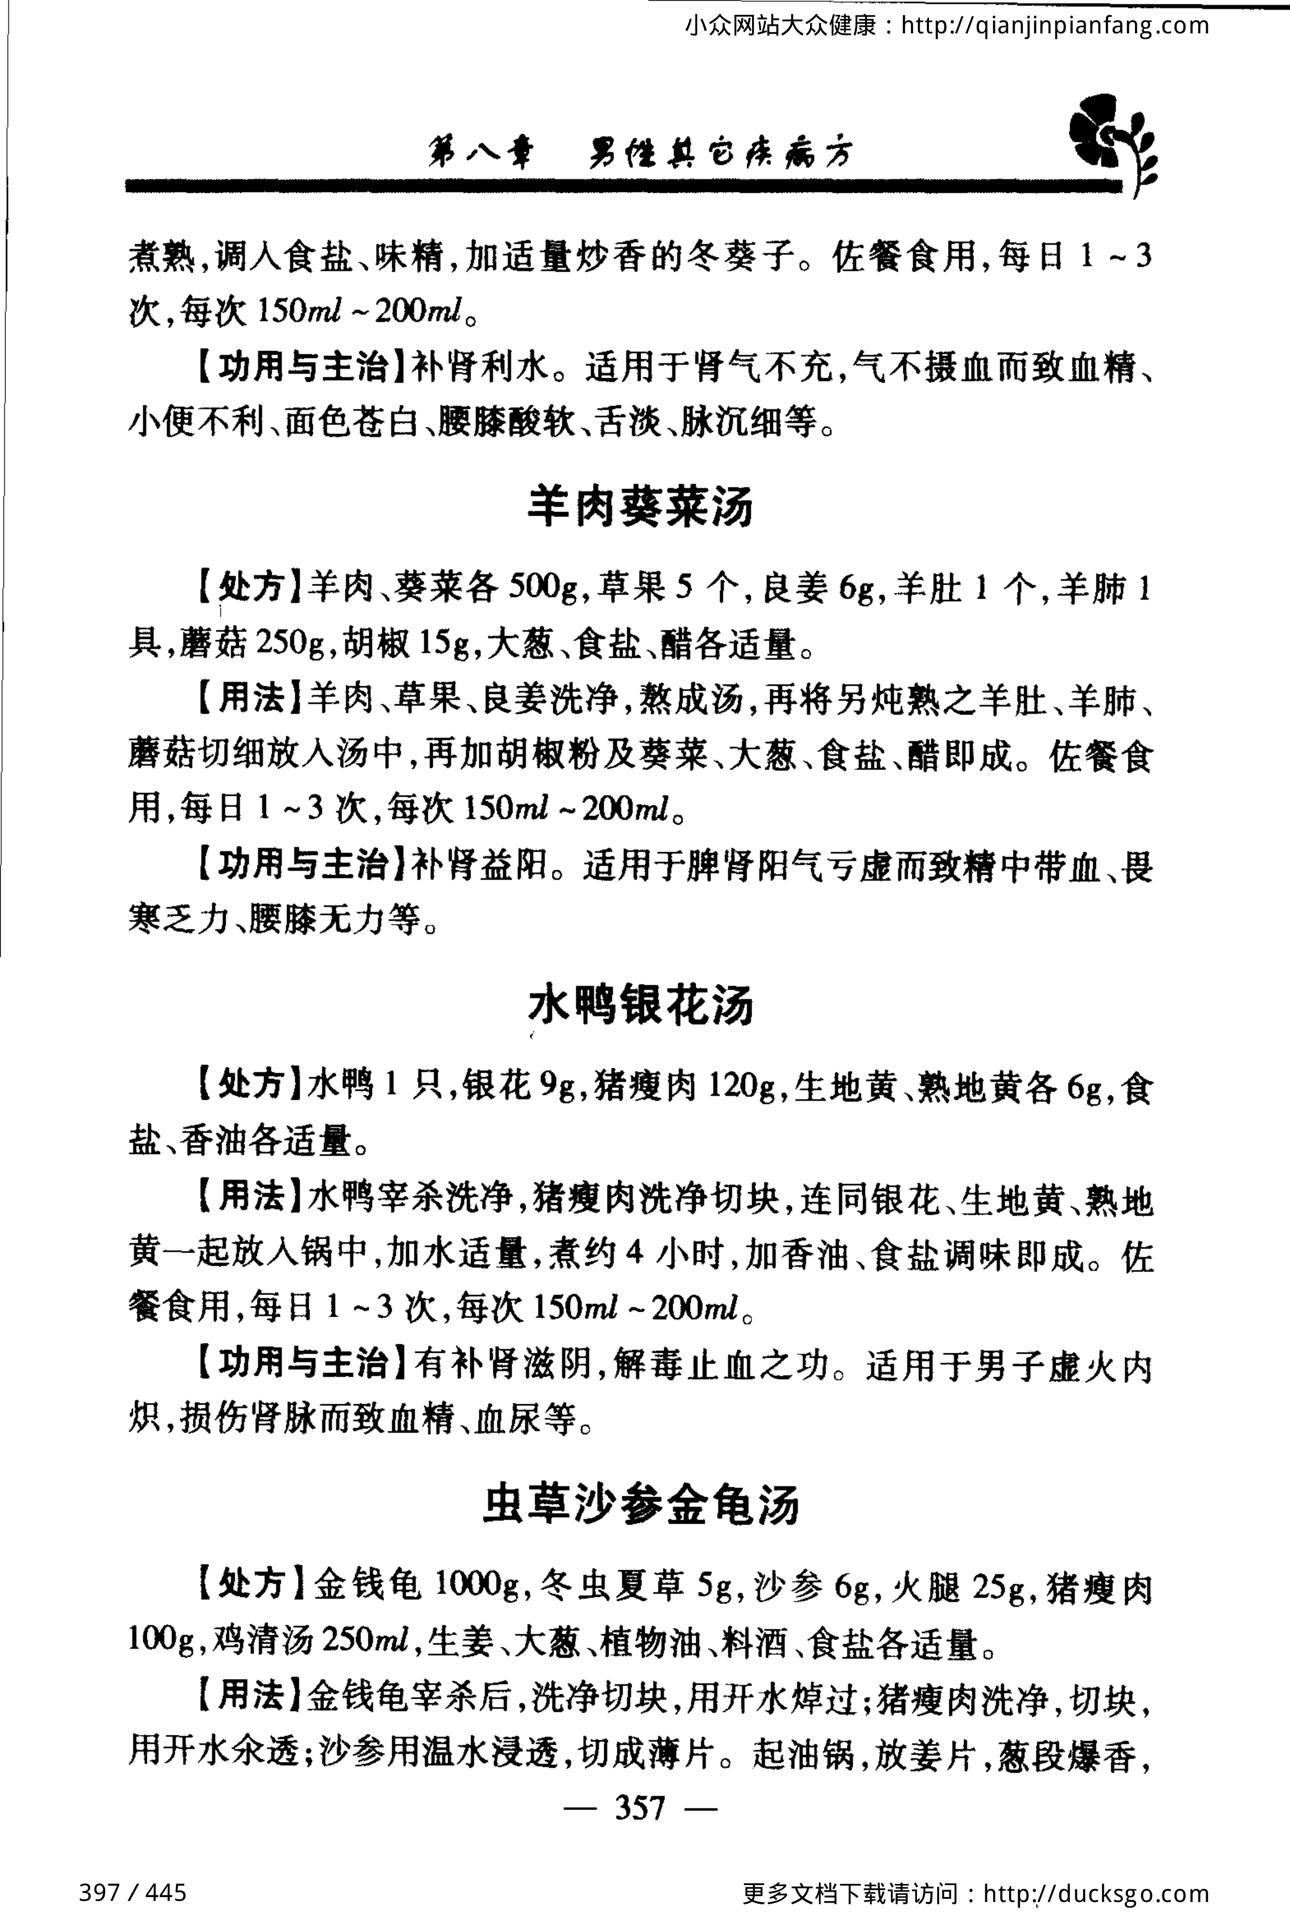 小众网站大众健康：http://qianjinpianfang.com
第八章 男性其它疾病方
煮熟,调入食盐、味精,加适量炒香的冬葵子。佐餐食用,每日 1 ~ 3
次,每次 150ml ~ 200ml。
【功用与主治】补肾利水。适用于肾气不充,气不摄血而致血精、
小便不利、面色苍白、腰膝酸软、舌淡、脉沉细等。
羊肉葵菜汤
【处方】羊肉、葵菜各 500g,草果 5 个,良姜 6g,羊肚 1 个,羊肺 1
具,蘑菇 250g,胡椒 15g,大葱、食盐、醋各适量。
【用法】羊肉、草果、良姜洗净,熬成汤,再将另炖熟之羊肚、羊肺、
蘑菇切细放入汤中,再加胡椒粉及葵菜、大葱、食盐、醋即成。佐餐食
用,每日 1 ~ 3 次,每次 150ml ~ 200ml。
【功用与主治】补肾益阳。适用于脾肾阳气亏虚而致精中带血、畏
寒乏力、腰膝无力等。
水鸭银花汤
【处方】水鸭 1 只,银花 9g,猪瘦肉 120g,生地黄、熟地黄各 6g,食
盐、香油各适量。
【用法】水鸭宰杀洗净,猪瘦肉洗净切块,连同银花、生地黄、熟地
黄一起放入锅中,加水适量,煮约 4 小时,加香油、食盐调味即成。佐
餐食用,每日 1 ~ 3 次,每次 150ml ~ 200ml。
【功用与主治】有补肾滋阴,解毒止血之功。适用于男子虚火内
炽,损伤肾脉而致血精、血尿等。
虫草沙参金龟汤
【处方】金钱龟 1000g,冬虫夏草 5g,沙参 6g,火腿 25g,猪瘦肉
100g,鸡清汤 250ml,生姜、大葱、植物油、料酒、食盐各适量。
【用法】金钱龟宰杀后,洗净切块,用开水焯过;猪瘦肉洗净,切块,
用开水氽透;沙参用温水浸透,切成薄片。起油锅,放姜片,葱段爆香,
— 357 —
397 / 445
更多文档下载请访问：http://ducksgo.com